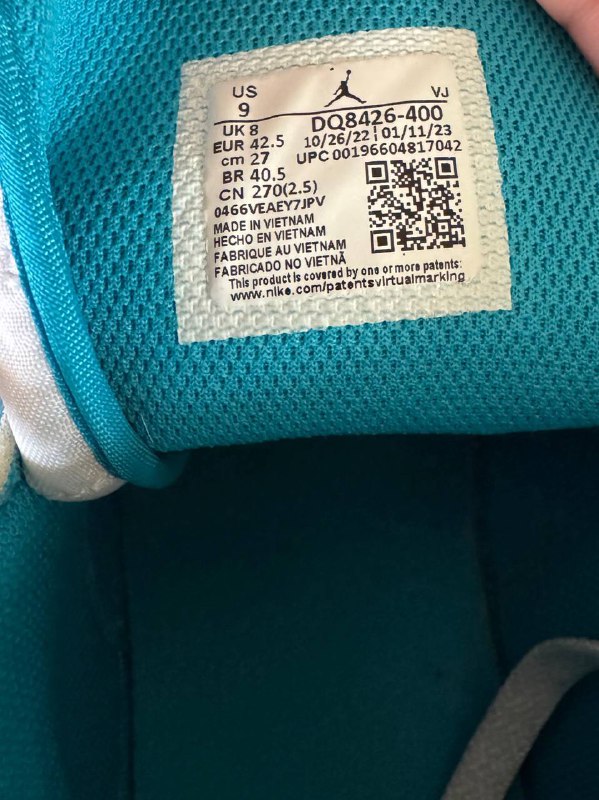 US
9
VJ
UK 8
DQ8426-400
EUR 42.5
10/26/22 | 01/11/23
cm 27
UPC 00196604817042
BR 40.5
CN 270(2.5)
0466VEAEY7JPV
MADE IN VIETNAM
HECHO EN VIETNAM
FABRIQUE AU VIETNAM
FABRICADO NO VIETNÃ
This product is covered by one or more patents:
www.nike.com/patentsvirtualmarking